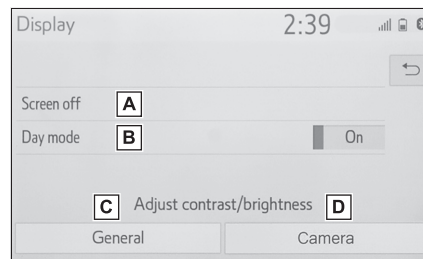 Display 2:39
Screen off A
Day mode B On
C Adjust contrast/brightness D
General Camera